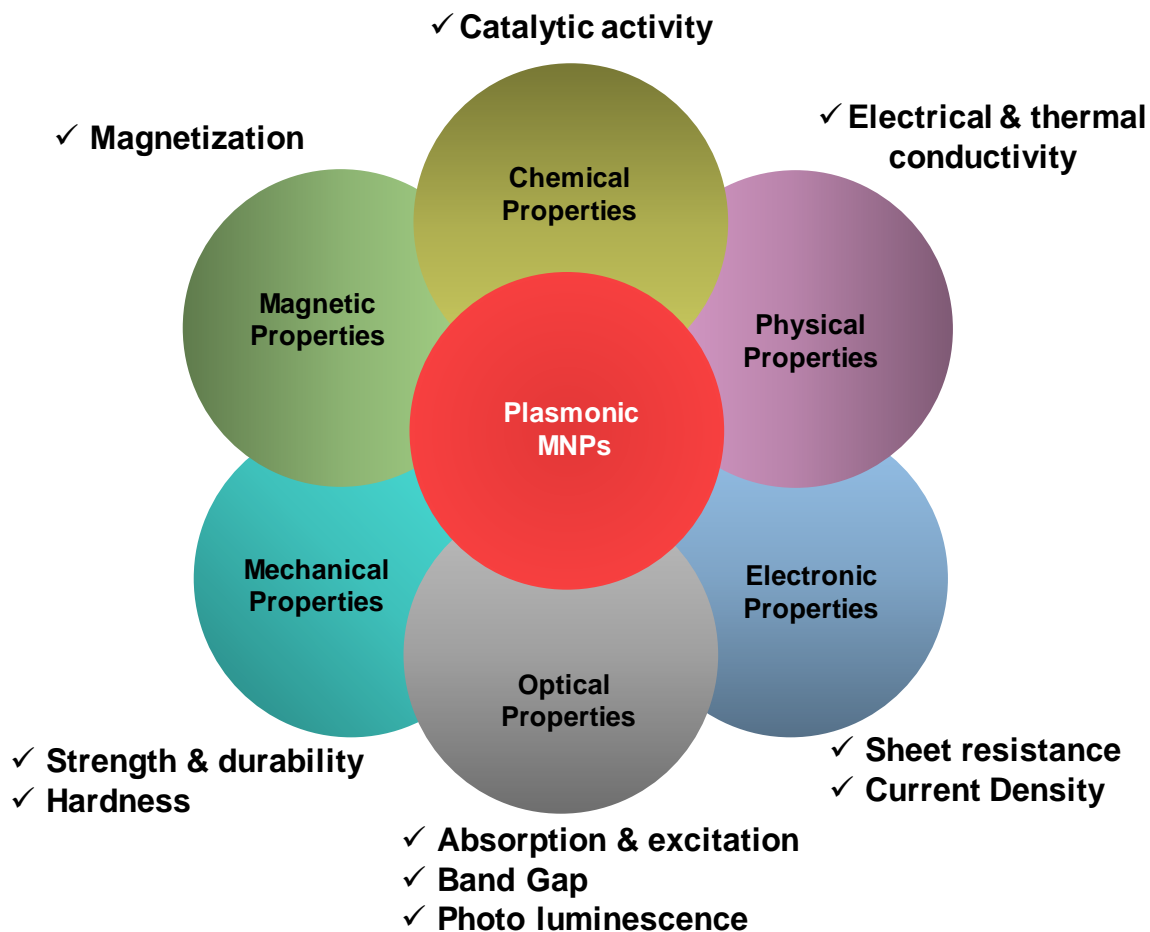 ✓ Catalytic activity
✓ Magnetization
✓ Electrical & thermal
conductivity
Chemical
Properties
Magnetic
Properties
Physical
Properties
Plasmonic
MNPs
Mechanical
Properties
Electronic
Properties
Optical
Properties
✓ Strength & durability
✓ Hardness
✓ Sheet resistance
✓ Current Density
✓ Absorption & excitation
✓ Band Gap
✓ Photo luminescence